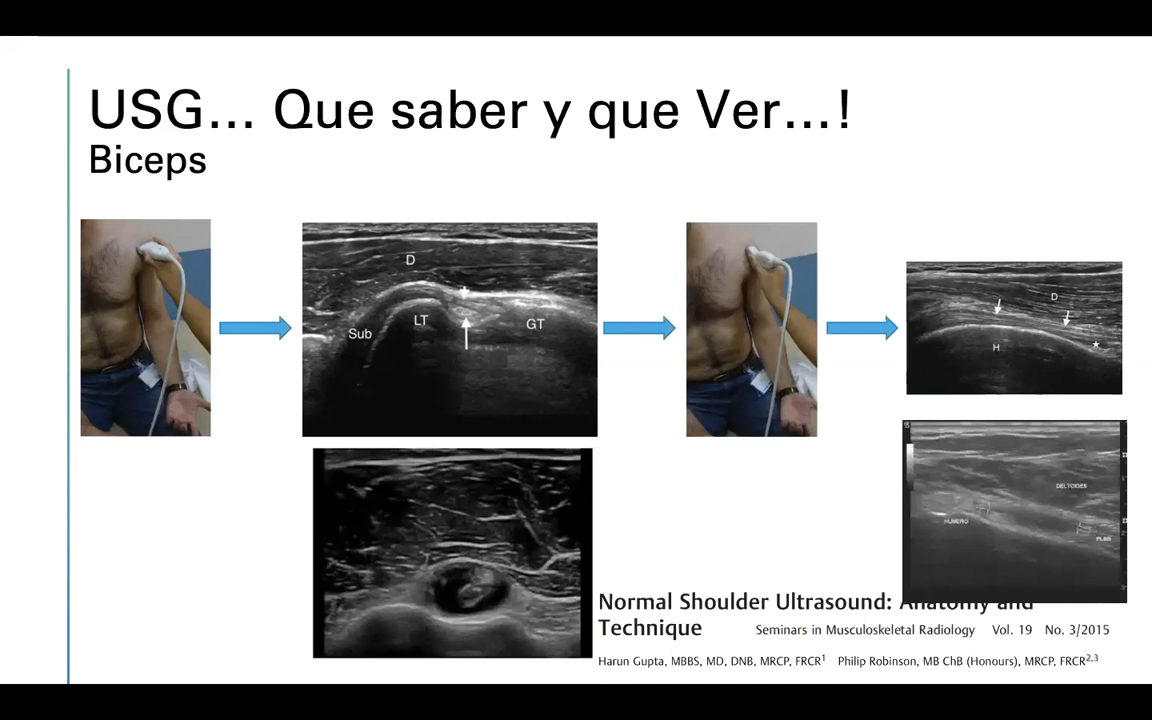 USG... Que saber y que Ver...!
Biceps
D
LT
Sub
GT
D
H
DELTOIDES
HUMERO
PLBB
Normal Shoulder Ultrasound: Anatomy and
Technique
Seminars in Musculoskeletal Radiology Vol. 19 No. 3/2015
Harun Gupta, MBBS, MD, DNB, MRCP, FRCR1 Philip Robinson, MB ChB (Honours), MRCP, FRCR2,3